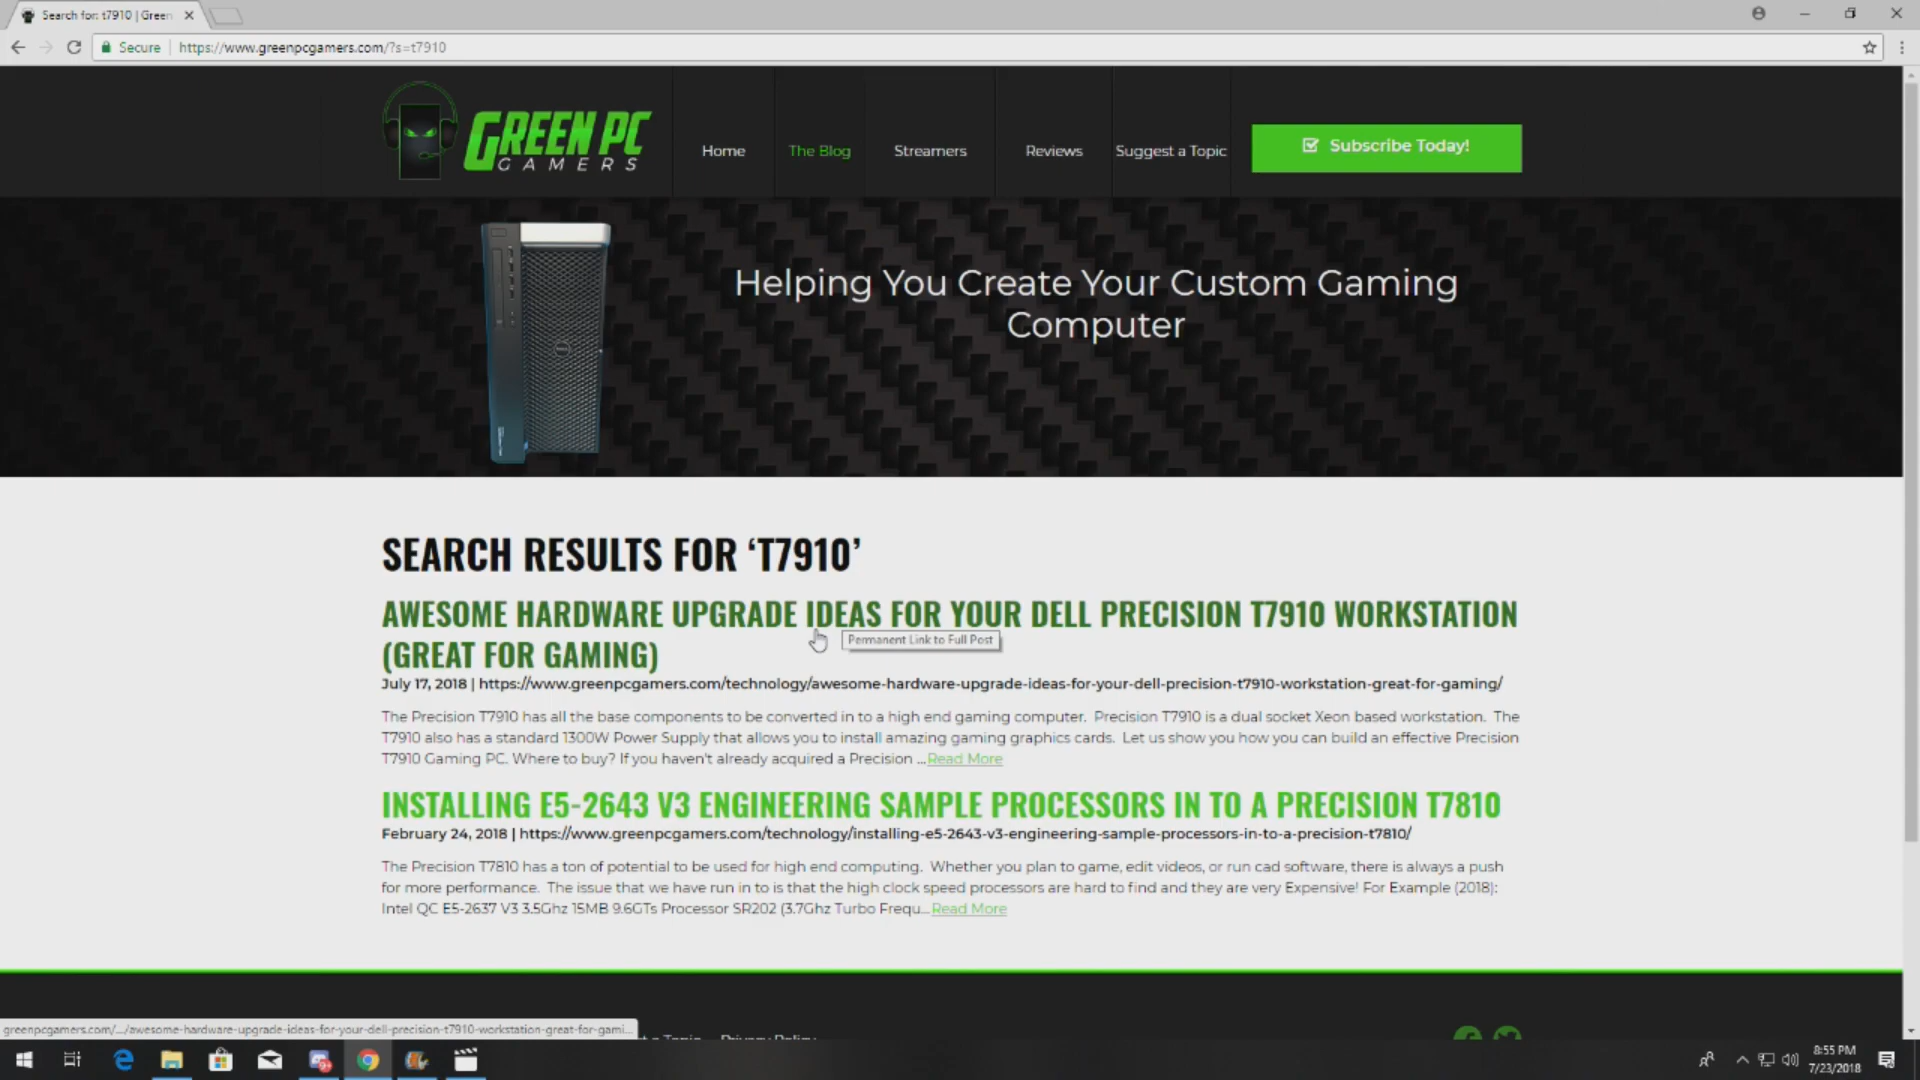 Search for: t7910 | Green
Secure
https://www.greenpcgamers.com/?s=t7910
GREEN PC
GAMERS
Home
The Blog
Streamers
Reviews
Suggest a Topic
Subscribe Today!
Helping You Create Your Custom Gaming
Computer
SEARCH RESULTS FOR ‘T7910’
AWESOME HARDWARE UPGRADE IDEAS FOR YOUR DELL PRECISION T7910 WORKSTATION
(GREAT FOR GAMING)
Permanent Link to Full Post
July 17, 2018 | https://www.greenpcgamers.com/technology/awesome-hardware-upgrade-ideas-for-your-dell-precision-t7910-workstation-great-for-gaming/
The Precision T7910 has all the base components to be converted in to a high end gaming computer. Precision T7910 is a dual socket Xeon based workstation. The
T7910 also has a standard 1300W Power Supply that allows you to install amazing gaming graphics cards. Let us show you how you can build an effective Precision
T7910 Gaming PC. Where to buy? If you haven't already acquired a Precision ...Read More
INSTALLING E5-2643 V3 ENGINEERING SAMPLE PROCESSORS IN TO A PRECISION T7810
February 24, 2018 | https://www.greenpcgamers.com/technology/installing-e5-2643-v3-engineering-sample-processors-in-to-a-precision-t7810/
The Precision T7810 has a ton of potential to be used for high end computing. Whether you plan to game, edit videos, or run cad software, there is always a push
for more performance. The issue that we have run in to is that the high clock speed processors are hard to find and they are very Expensive! For Example (2018):
Intel QC E5-2637 V3 3.5Ghz 15MB 9.6GTs Processor SR202 (3.7Ghz Turbo Frequ...Read More
greenpcgamers.com/.../awesome-hardware-upgrade-ideas-for-your-dell-precision-t7910-workstation-great-for-gami...
8:55 PM
7/23/2018